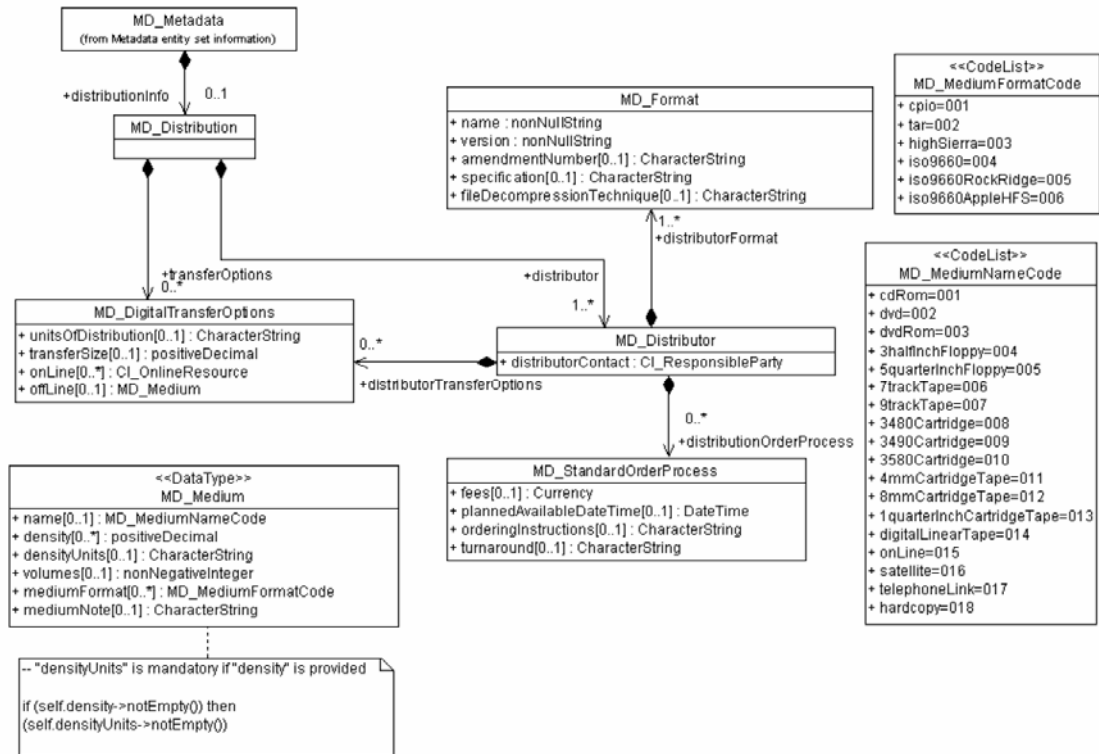 MD_Metadata
(from Metadata entity set information)
+distributionInfo
0..1
MD_Distribution
+transferOptions
0..*
+distributor
1..*
MD_Format
+ name : nonNullString
+ version : nonNullString
+ amendmentNumber[0..1] : CharacterString
+ specification[0..1] : CharacterString
+ fileDecompressionTechnique[0..1] : CharacterString
1..*
+distributorFormat
<<CodeList>>
MD_MediumFormatCode
+ cpio=001
+ tar=002
+ highSierra=003
+ iso9660=004
+ iso9660RockRidge=005
+ iso9660AppleHFS=006
MD_DigitalTransferOptions
+ unitsOfDistribution[0..1] : CharacterString
+ transferSize[0..1] : positiveDecimal
+ onLine[0..*] : CI_OnlineResource
+ offLine[0..1] : MD_Medium
0..*
+distributorTransferOptions
MD_Distributor
+ distributorContact : CI_ResponsibleParty
0..*
+distributionOrderProcess
MD_StandardOrderProcess
+ fees[0..1] : Currency
+ plannedAvailableDateTime[0..1] : DateTime
+ orderingInstructions[0..1] : CharacterString
+ turnaround[0..1] : CharacterString
<<CodeList>>
MD_MediumNameCode
+ cdRom=001
+ dvd=002
+ dvdRom=003
+ 3halfInchFloppy=004
+ 5quarterInchFloppy=005
+ 7trackTape=006
+ 9trackTape=007
+ 3480Cartridge=008
+ 3490Cartridge=009
+ 3580Cartridge=010
+ 4mmCartridgeTape=011
+ 8mmCartridgeTape=012
+ 1quarterInchCartridgeTape=013
+ digitalLinearTape=014
+ onLine=015
+ satellite=016
+ telephoneLink=017
+ hardcopy=018
<<DataType>>
MD_Medium
+ name[0..1] : MD_MediumNameCode
+ density[0..*] : positiveDecimal
+ densityUnits[0..1] : CharacterString
+ volumes[0..1] : nonNegativeInteger
+ mediumFormat[0..*] : MD_MediumFormatCode
+ mediumNote[0..1] : CharacterString
-- "densityUnits" is mandatory if "density" is provided
if (self.density->notEmpty()) then
(self.densityUnits->notEmpty())